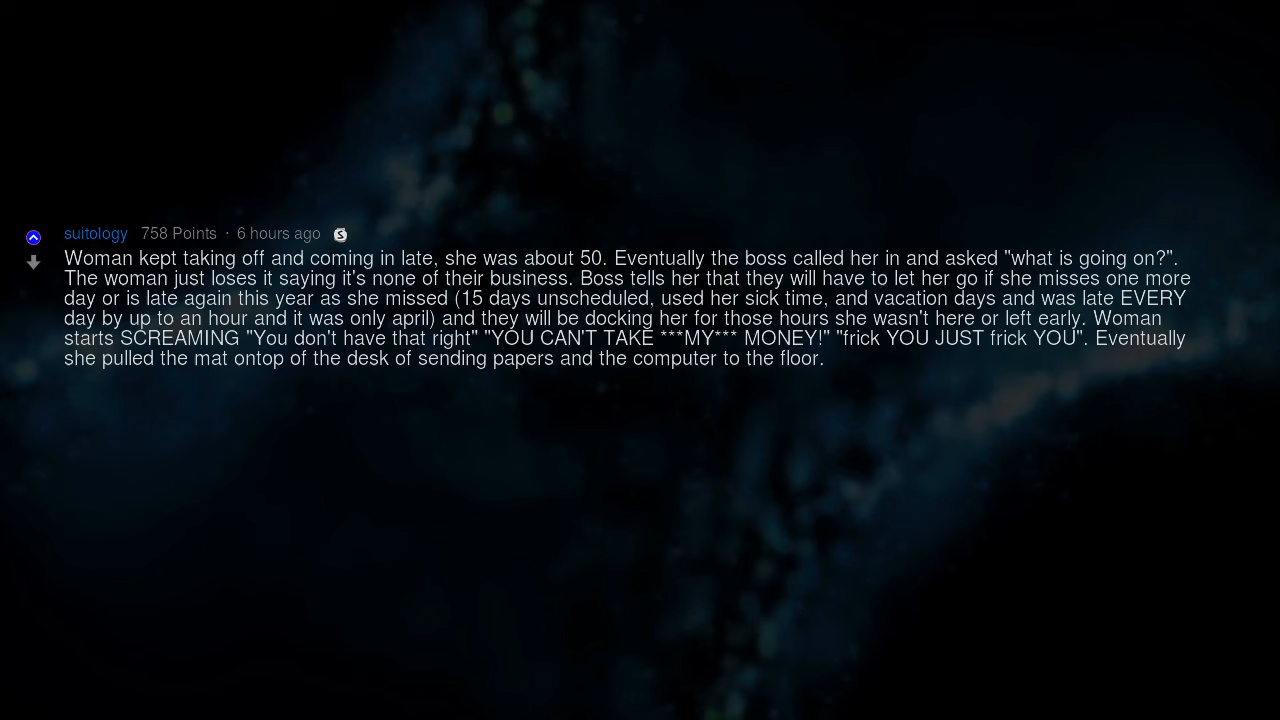 suitology 758 Points · 6 hours ago
Woman kept taking off and coming in late, she was about 50. Eventually the boss called her in and asked "what is going on?".
The woman just loses it saying it's none of their business. Boss tells her that they will have to let her go if she misses one more
day or is late again this year as she missed (15 days unscheduled, used her sick time, and vacation days and was late EVERY
day by up to an hour and it was only april) and they will be docking her for those hours she wasn't here or left early. Woman
starts SCREAMING "You don't have that right" "YOU CAN'T TAKE ***MY*** MONEY!" "frick YOU JUST frick YOU". Eventually
she pulled the mat ontop of the desk of sending papers and the computer to the floor.